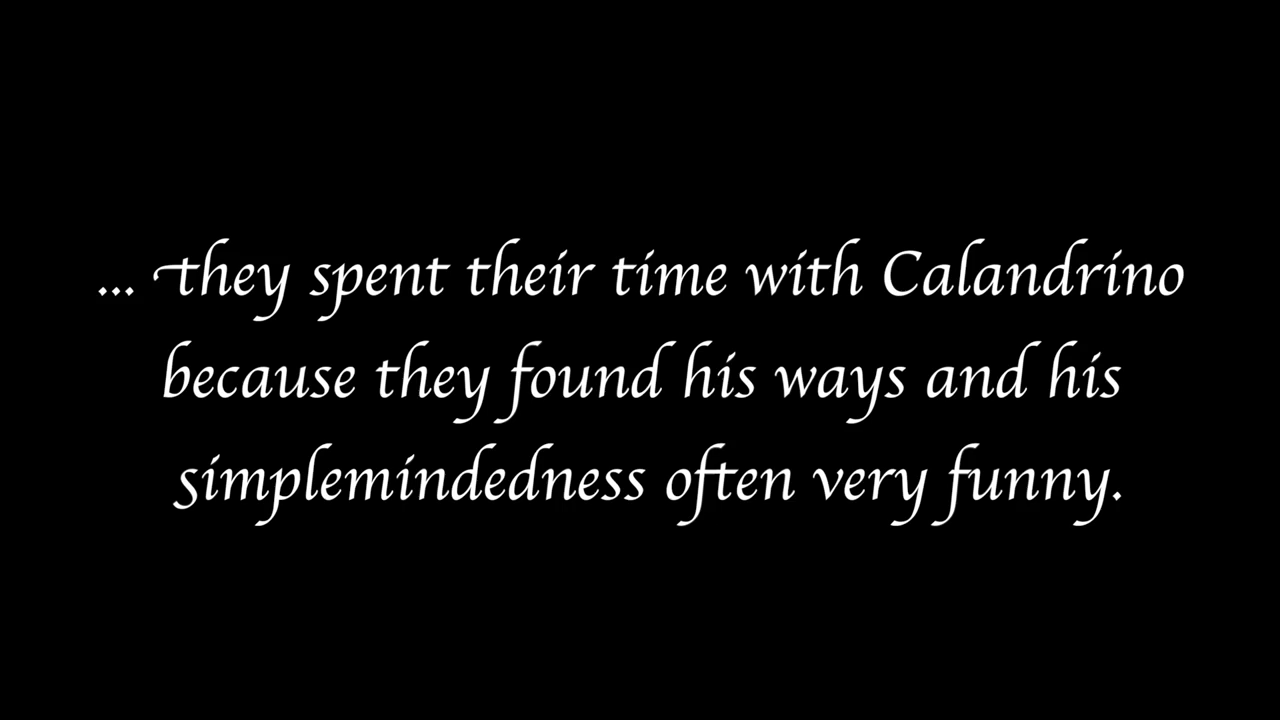 ... they spent their time with Calandrino
because they found his ways and his
simplemindedness often very funny.